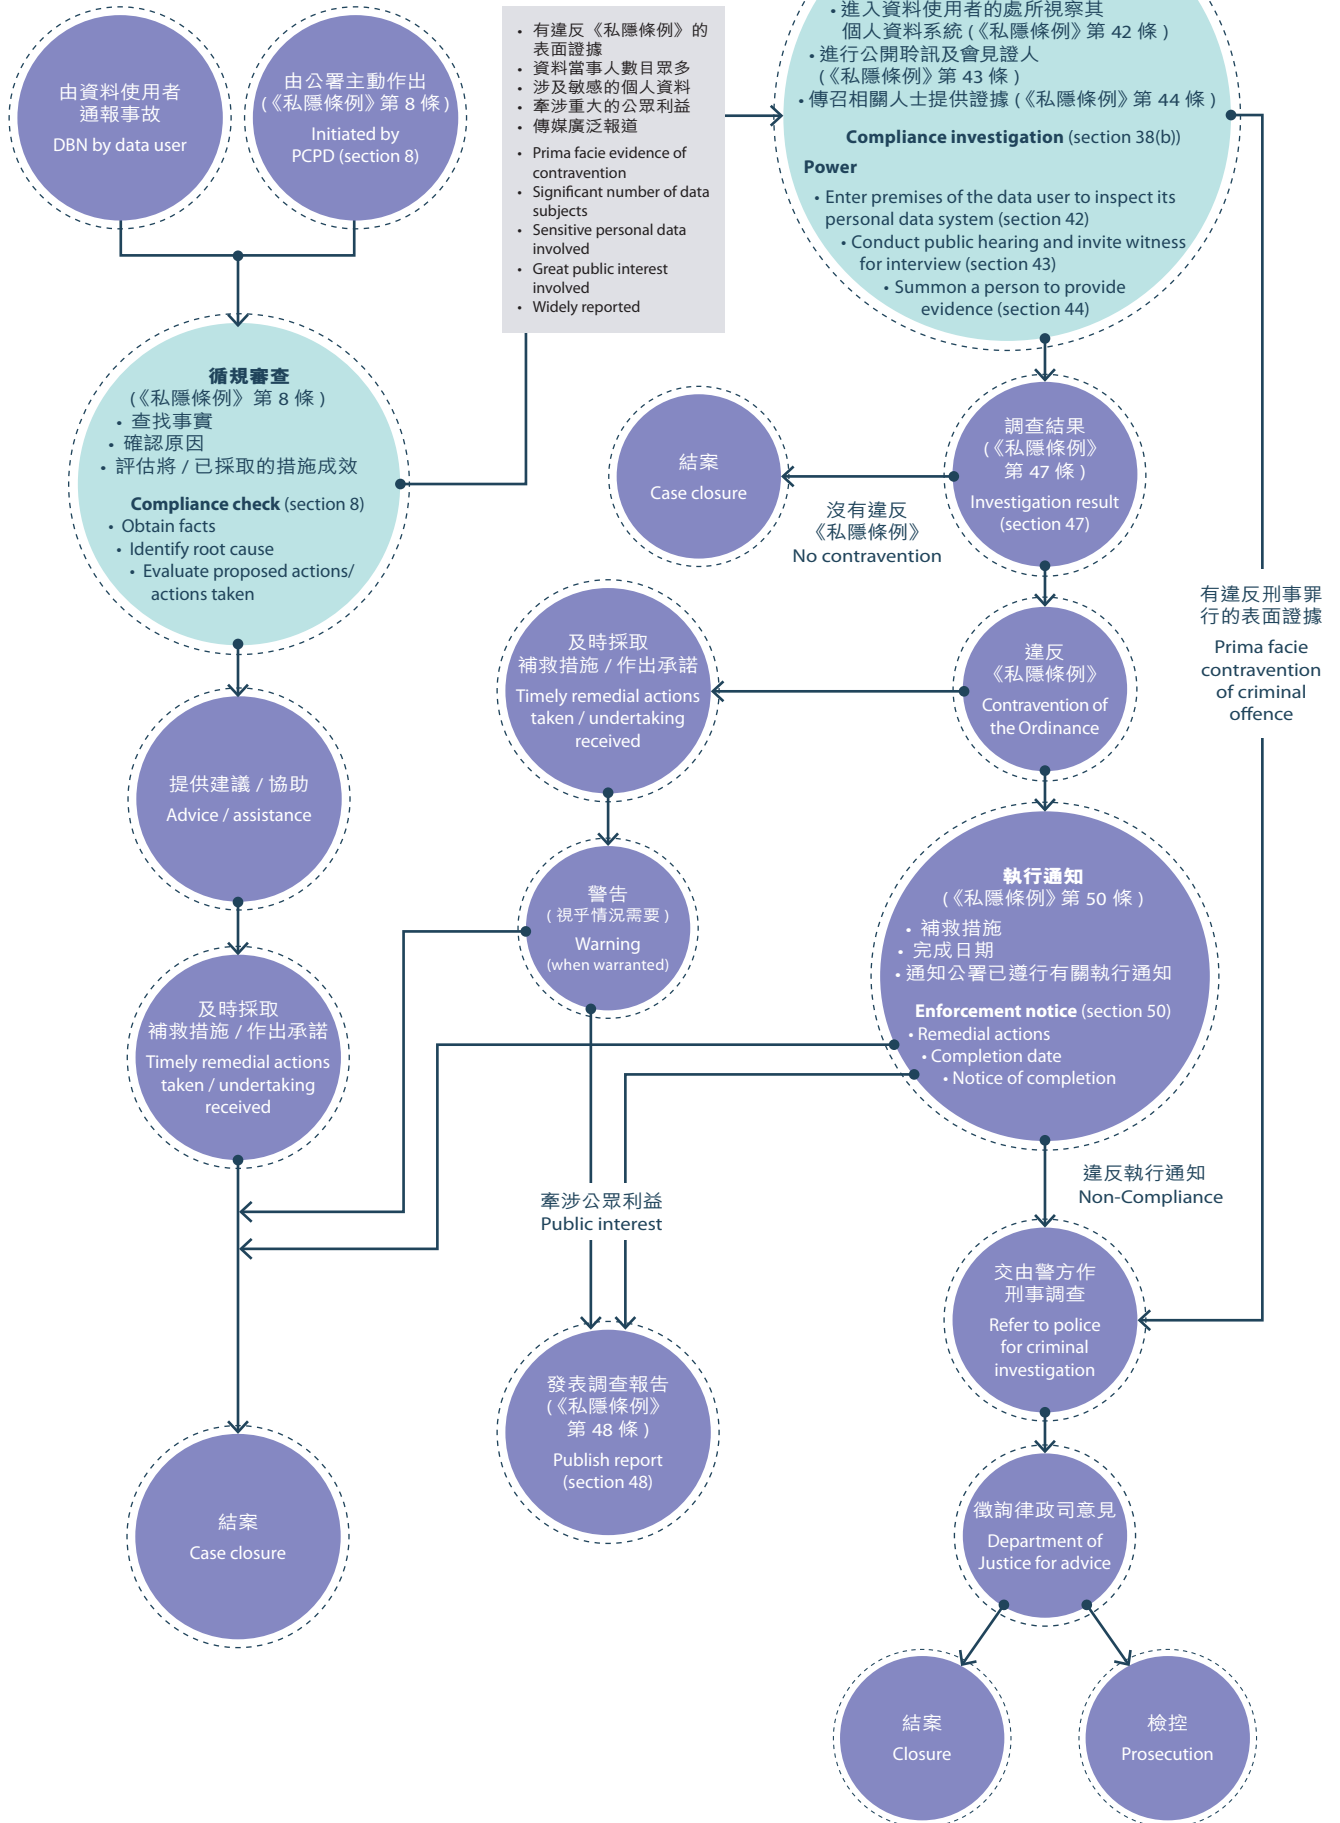 由資料使用者
通報事故
DBN by data user
由公署主動作出
(《私隱條例》第 8 條 )
Initiated by
PCPD (section 8)
• 有違反《私隱條例》的
表面證據
• 資料當事人數目眾多
• 涉及敏感的個人資料
• 牽涉重大的公眾利益
• 傳媒廣泛報道
• Prima facie evidence of
contravention
• Significant number of data
subjects
• Sensitive personal data
involved
• Great public interest
involved
• Widely reported
• 進入資料使用者的處所視察其
個人資料系統 (《私隱條例》第 42 條 )
• 進行公開聆訊及會見證人
(《私隱條例》第 43 條 )
• 傳召相關人士提供證據 (《私隱條例》第 44 條 )
Compliance investigation (section 38(b))
Power
• Enter premises of the data user to inspect its
personal data system (section 42)
• Conduct public hearing and invite witness
for interview (section 43)
• Summon a person to provide
evidence (section 44)
循規審查
(《私隱條例》第 8 條 )
• 查找事實
• 確認原因
• 評估將 / 已採取的措施成效
Compliance check (section 8)
• Obtain facts
• Identify root cause
• Evaluate proposed actions/
actions taken
結案
Case closure
沒有違反
《私隱條例》
No contravention
調查結果
(《私隱條例》
第 47 條 )
Investigation result
(section 47)
有違反刑事罪
行的表面證據
Prima facie
contravention
of criminal
offence
及時採取
補救措施 / 作出承諾
Timely remedial actions
taken / undertaking
received
違反
《私隱條例》
Contravention of
the Ordinance
提供建議 / 協助
Advice / assistance
警告
( 視乎情況需要 )
Warning
(when warranted)
執行通知
(《私隱條例》第 50 條 )
• 補救措施
• 完成日期
• 通知公署已遵行有關執行通知
Enforcement notice (section 50)
• Remedial actions
• Completion date
• Notice of completion
及時採取
補救措施 / 作出承諾
Timely remedial actions
taken / undertaking
received
牽涉公眾利益
Public interest
違反執行通知
Non-Compliance
交由警方作
刑事調查
Refer to police
for criminal
investigation
發表調查報告
(《私隱條例》
第 48 條 )
Publish report
(section 48)
結案
Case closure
徵詢律政司意見
Department of
Justice for advice
結案
Closure
檢控
Prosecution